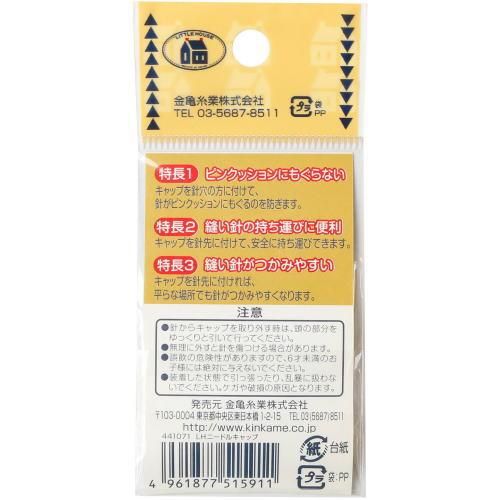 LITTLE HOUSE
金亀糸業株式会社
TEL 03-5687-8511
プラ
袋
PP
特長1 ピンクッションにもぐらない
キャップを針穴の方に付けて、
針がピンクッションにもぐるのを防ぎます。
特長2 縫い針の持ち運びに便利
キャップを針先に付けて、安全に持ち運びできます。
特長3 縫い針がつかみやすい
キャップを針先に付ければ、
平らな場所でも針がつかみやすくなります。
注意
●針からキャップを取り外す時は、頭の部分を
ゆっくりと引いて行ってください。
●無理に外すと針を傷つける場合があります。
●誤飲の危険性がありますので、6才未満のお
子様には絶対に与えないでください。
●装着した状態で引っ張ったり、乱暴に扱わな
いでください。ケガや破損の原因となります。
発売元 金亀糸業株式会社
〒103-0004 東京都中央区東日本橋1-2-15 TEL 03(5687)8511
http://www.kinkame.co.jp
441071 LHニードルキャップ
4 961877 515911
紙 台紙
プラ 袋:PP